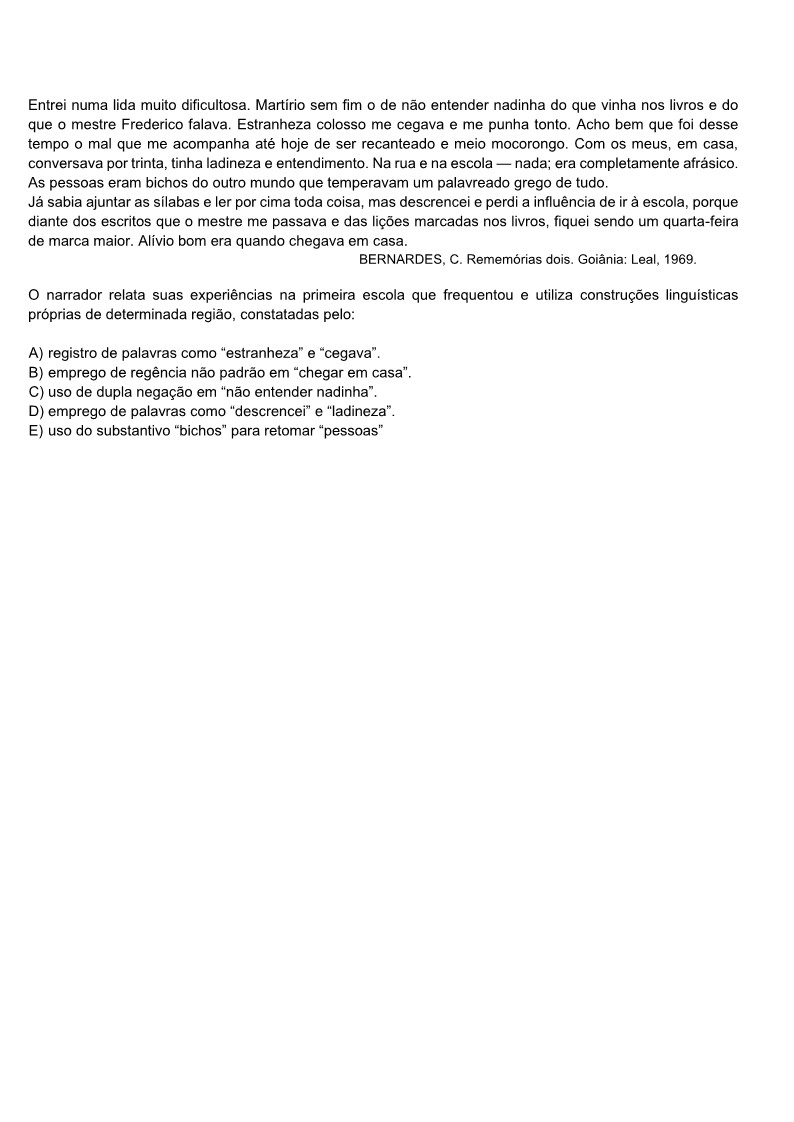 Entrei numa lida muito dificultosa. Martírio sem fim o de não entender nadinha do que vinha nos livros e do
que o mestre Frederico falava. Estranheza colosso me cegava e me punha tonto. Acho bem que foi desse
tempo o mal que me acompanha até hoje de ser recanteado e meio mocorongo. Com os meus, em casa,
conversava por trinta, tinha ladineza e entendimento. Na rua e na escola — nada; era completamente afrásico.
As pessoas eram bichos do outro mundo que temperavam um palavreado grego de tudo.
Já sabia ajuntar as sílabas e ler por cima toda coisa, mas descrencei e perdi a influência de ir à escola, porque
diante dos escritos que o mestre me passava e das lições marcadas nos livros, fiquei sendo um quarta-feira
de marca maior. Alívio bom era quando chegava em casa.
BERNARDES, C. Rememórias dois. Goiânia: Leal, 1969.
O narrador relata suas experiências na primeira escola que frequentou e utiliza construções linguísticas
próprias de determinada região, constatadas pelo:
A) registro de palavras como “estranheza” e “cegava”.
B) emprego de regência não padrão em “chegar em casa”.
C) uso de dupla negação em “não entender nadinha”.
D) emprego de palavras como “descrencei” e “ladineza”.
E) uso do substantivo “bichos” para retomar “pessoas”